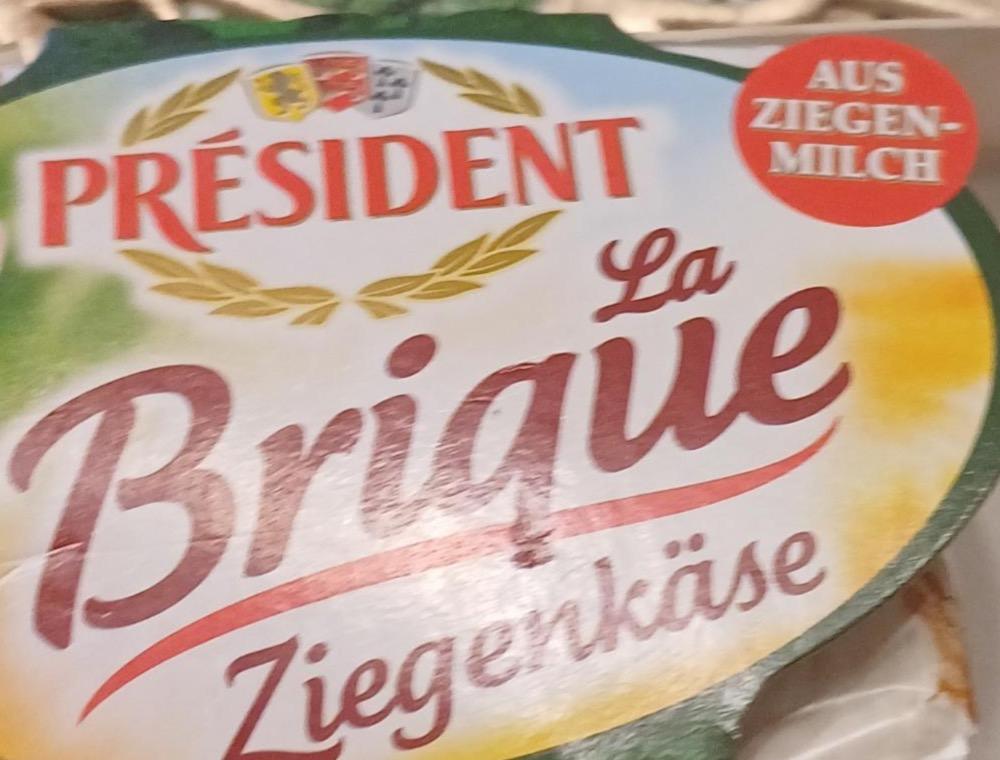 PRÉSIDENT
AUS
ZIEGEN-
MILCH
La
Brique
Ziegenkäse